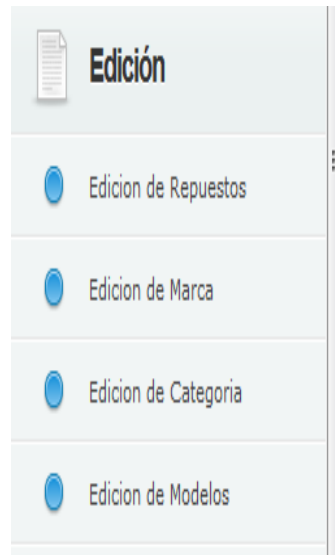 Edición
Edicion de Repuestos
Edicion de Marca
Edicion de Categoria
Edicion de Modelos